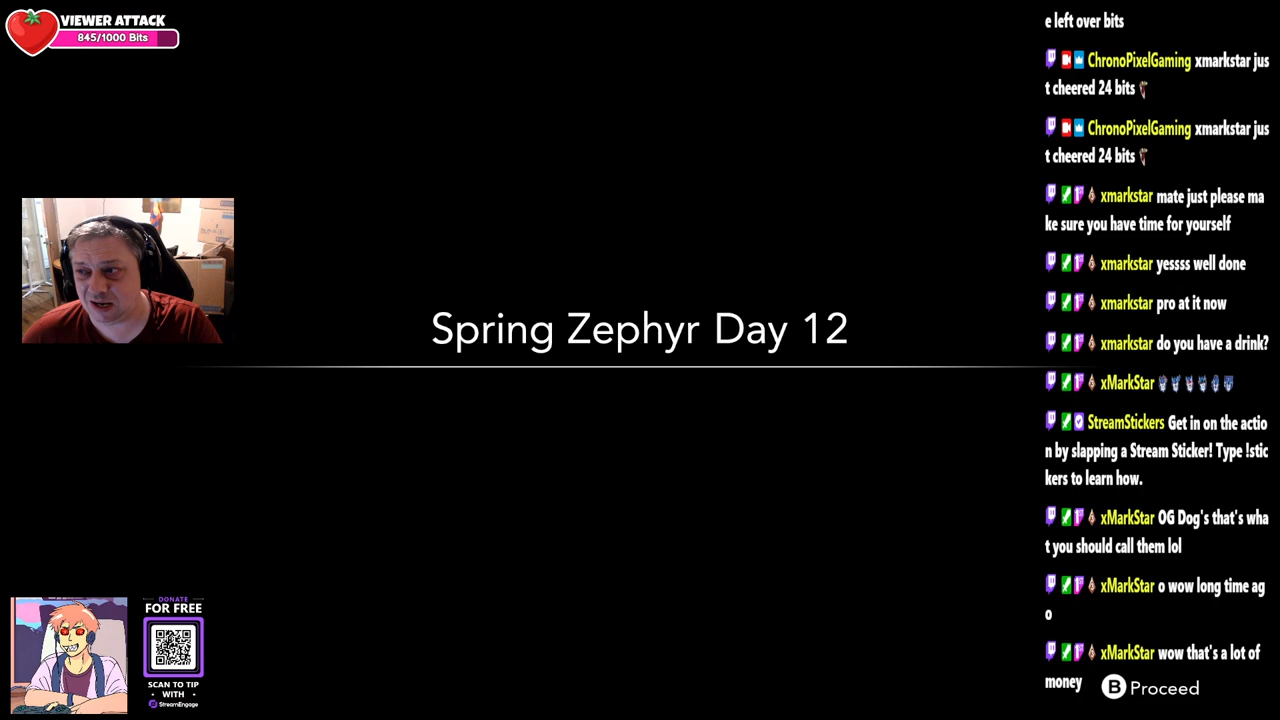 VIEWER ATTACK
845/1000 Bits
Spring Zephyr Day 12
DONATE
FOR FREE
SCAN TO TIP
• WITH •
StreamEngage
e left over bits
ChronoPixelGaming xmarkstar jus
t cheered 24 bits
ChronoPixelGaming xmarkstar jus
t cheered 24 bits
xmarkstar mate just please ma
ke sure you have time for yourself
xmarkstar yessss well done
xmarkstar pro at it now
xmarkstar do you have a drink?
xMarkStar
StreamStickers Get in on the actio
n by slapping a Stream Sticker! Type !stic
kers to learn how.
xMarkStar OG Dog's that's wha
t you should call them lol
xMarkStar o wow long time ag
o
xMarkStar wow that's a lot of
money
B Proceed